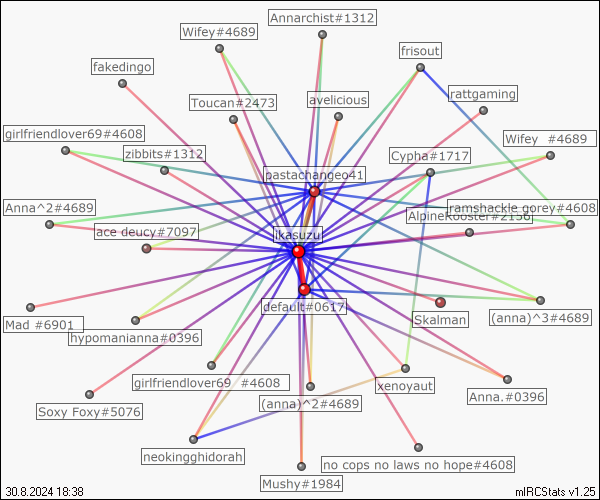 Annarchist#1312
Wifey#4689
frisout
fakedingo
rattgaming
Toucan#2473
avelicious
girlfriendlover69#4608
Wifey  #4689
zibbits#1312
Cypha#1717
pastachangeo41
Anna^2#4689
ramshackle gorey#4608
Alpinekooster#2156
ace deucy#7097
ikasuzu
default#0617
Mad #6901
Skalman
(anna)^3#4689
hypomanianna#0396
girlfriendlover69  #4608
xenoyaut
Anna.#0396
Soxy Foxy#5076
(anna)^2#4689
neokingghidorah
no cops no laws no hope#4608
Mushy#1984
30.8.2024 18:38
mIRCStats v1.25